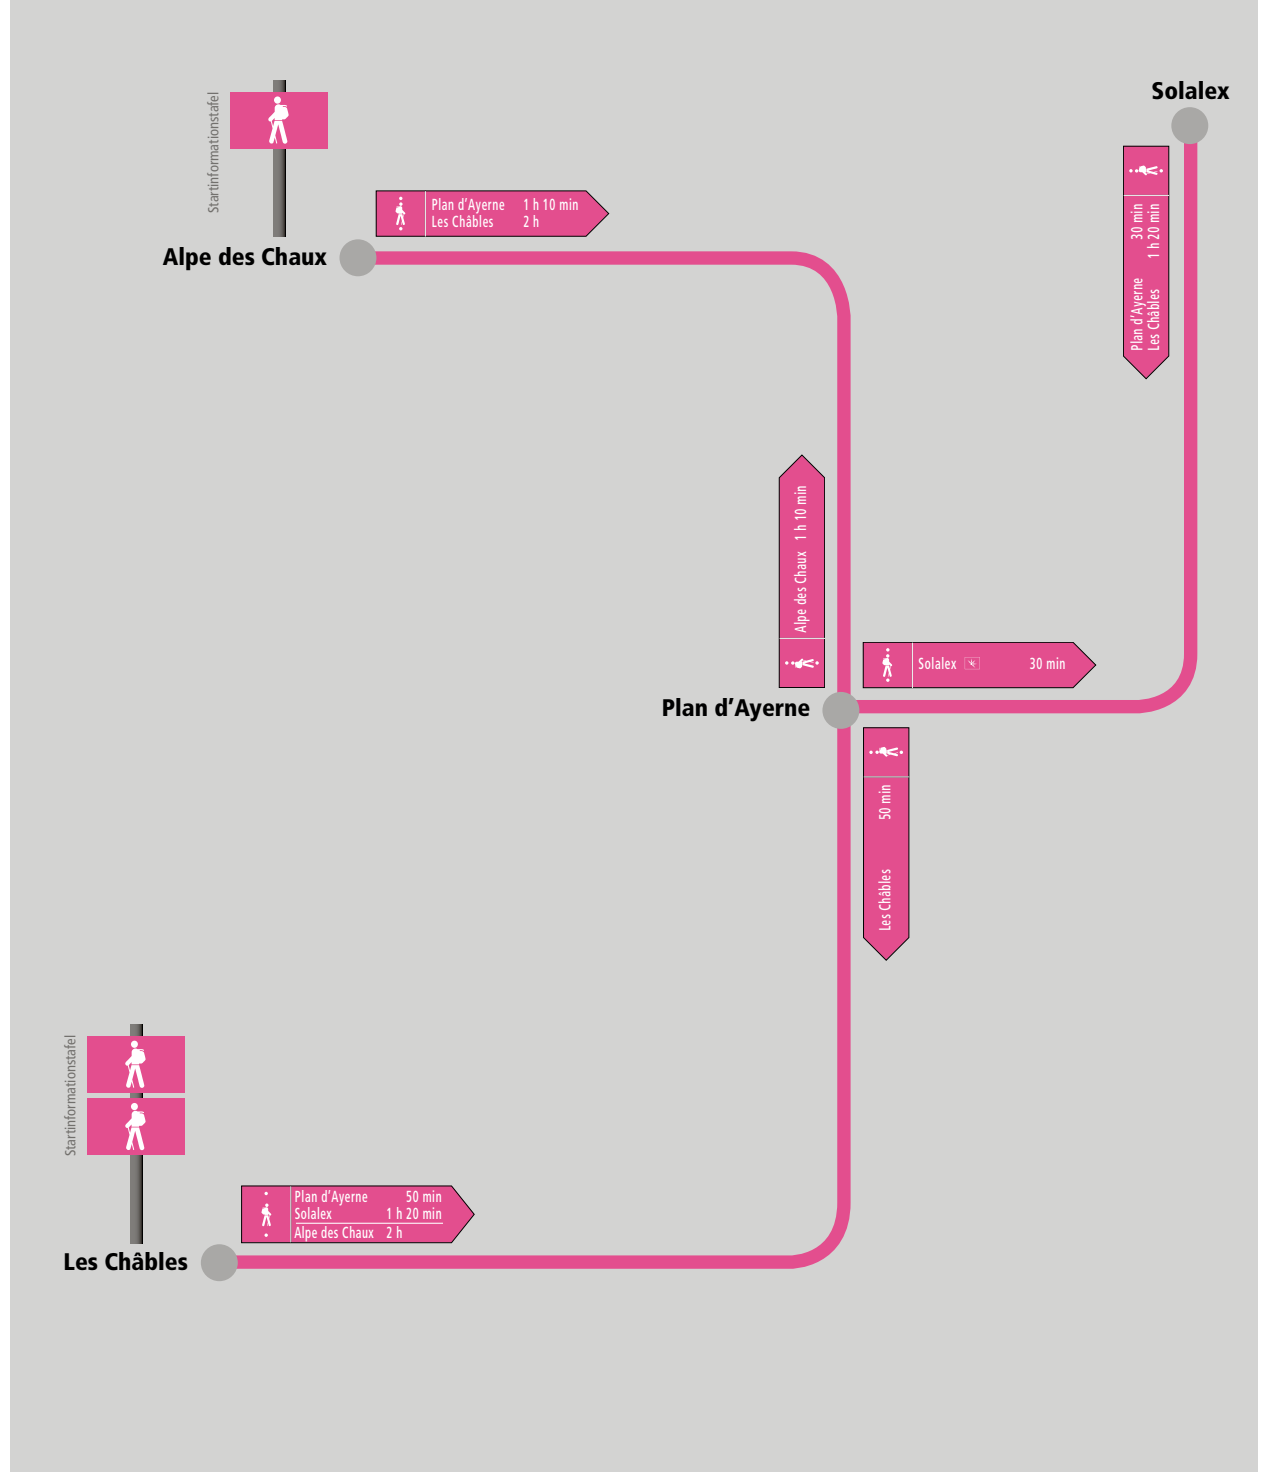 Solalex
Startinformationstafel
Plan d’Ayerne 1 h 10 min
Les Châbles 2 h
Alpe des Chaux
Plan d’Ayerne 30 min
Les Châbles 1 h 20 min
Alpe des Chaux 1 h 10 min
Solalex 30 min
Plan d’Ayerne
Les Châbles 50 min
Startinformationstafel
Plan d’Ayerne 50 min
Solalex 1 h 20 min
Alpe des Chaux 2 h
Les Châbles